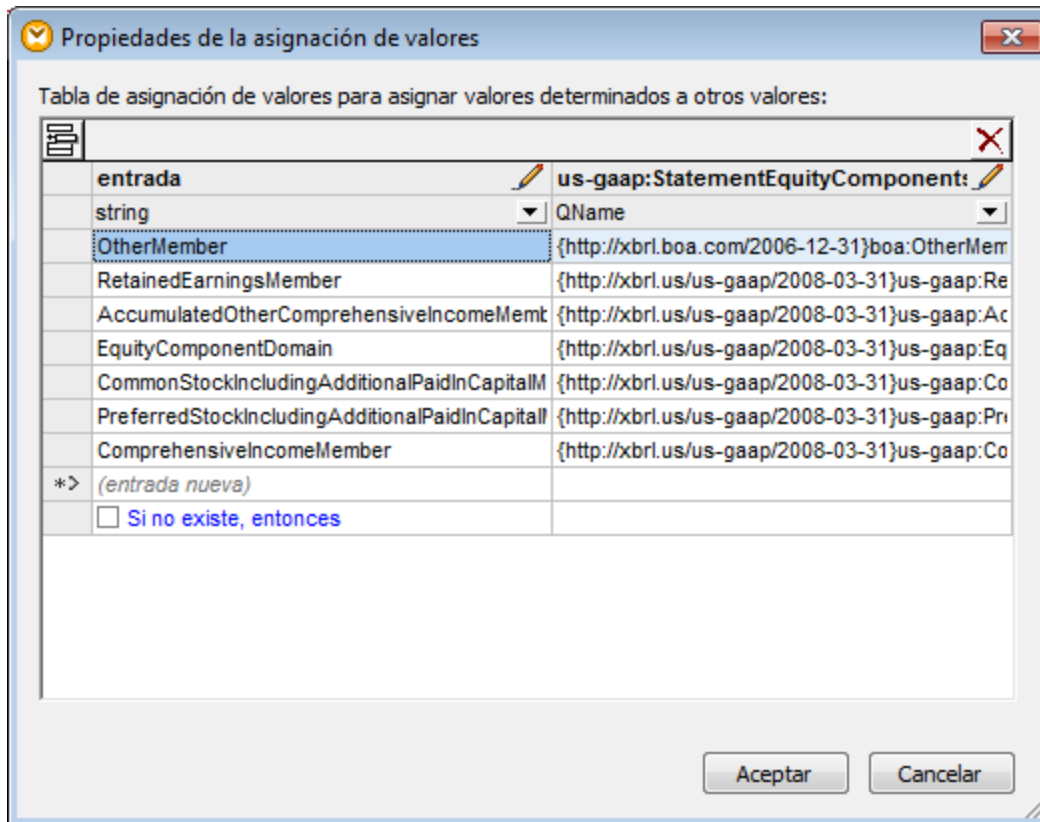 Propiedades de la asignación de valores
Tabla de asignación de valores para asignar valores determinados a otros valores:
entrada us-gaap:StatementEquityComponents
string QName
OtherMember {http://xbrl.boa.com/2006-12-31}boa:OtherMem
RetainedEarningsMember {http://xbrl.us/us-gaap/2008-03-31}us-gaap:Re
AccumulatedOtherComprehensiveIncomeMemb {http://xbrl.us/us-gaap/2008-03-31}us-gaap:Ac
EquityComponentDomain {http://xbrl.us/us-gaap/2008-03-31}us-gaap:Eq
CommonStockIncludingAdditionalPaidInCapitalM {http://xbrl.us/us-gaap/2008-03-31}us-gaap:Co
PreferredStockIncludingAdditionalPaidInCapitalM {http://xbrl.us/us-gaap/2008-03-31}us-gaap:Pre
ComprehensiveIncomeMember {http://xbrl.us/us-gaap/2008-03-31}us-gaap:Co
(entrada nueva)
Si no existe, entonces
Aceptar Cancelar